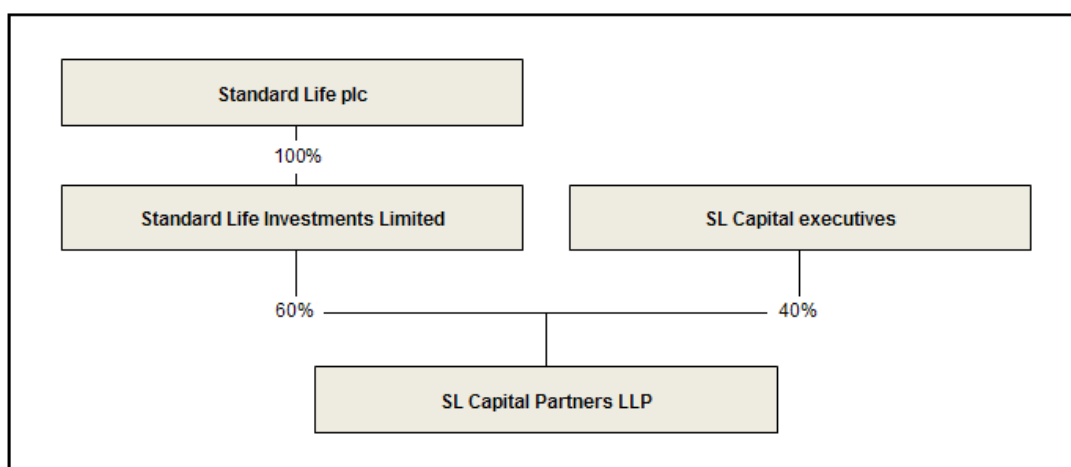 Standard Life plc
100%
Standard Life Investments Limited
SL Capital executives
60%
40%
SL Capital Partners LLP